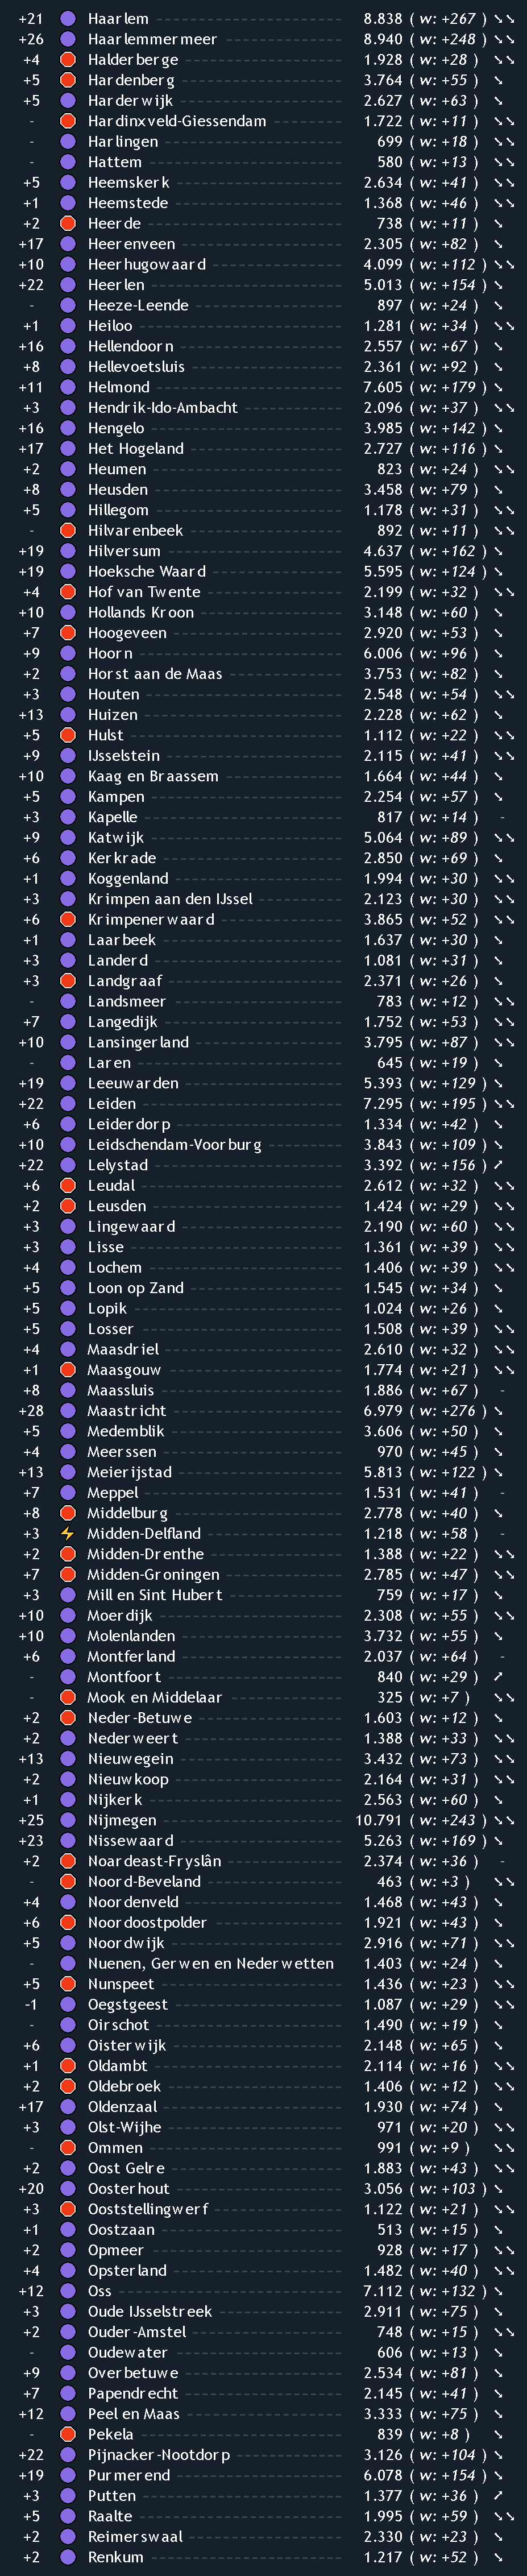 +21 Haarlem 8.838 ( w: +267 ) ↘↘
+26 Haarlemmermeer 8.940 ( w: +248 ) ↘↘
+4 Halderberge 1.928 ( w: +28 ) ↘↘
+5 Hardenberg 3.764 ( w: +55 ) ↘
+5 Harderwijk 2.627 ( w: +63 ) ↘
- Hardinxveld-Giessendam 1.722 ( w: +11 ) ↘↘
- Harlingen 699 ( w: +18 ) ↘↘
- Hattem 580 ( w: +13 ) ↘↘
+5 Heemskerk 2.634 ( w: +41 ) ↘↘
+1 Heemstede 1.368 ( w: +46 ) ↘↘
+2 Heerde 738 ( w: +11 ) ↘
+17 Heerenveen 2.305 ( w: +82 ) ↘
+10 Heerhugowaard 4.099 ( w: +112 ) ↘↘
+22 Heerlen 5.013 ( w: +154 ) ↘
- Heeze-Leende 897 ( w: +24 ) ↘
+1 Heiloo 1.281 ( w: +34 ) ↘↘
+16 Hellendoorn 2.557 ( w: +67 ) ↘
+8 Hellevoetsluis 2.361 ( w: +92 ) ↘
+11 Helmond 7.605 ( w: +179 ) ↘
+3 Hendrik-Ido-Ambacht 2.096 ( w: +37 ) ↘↘
+16 Hengelo 3.985 ( w: +142 ) ↘
+17 Het Hogeland 2.727 ( w: +116 ) ↘
+2 Heumen 823 ( w: +24 ) ↘↘
+8 Heusden 3.458 ( w: +79 ) ↘
+5 Hillegom 1.178 ( w: +31 ) ↘↘
- Hilvarenbeek 892 ( w: +11 ) ↘↘
+19 Hilversum 4.637 ( w: +162 ) ↘
+19 Hoeksche Waard 5.595 ( w: +124 ) ↘
+4 Hof van Twente 2.199 ( w: +32 ) ↘↘
+10 Hollands Kroon 3.148 ( w: +60 ) ↘
+7 Hoogeveen 2.920 ( w: +53 ) ↘
+9 Hoorn 6.006 ( w: +96 ) ↘
+2 Horst aan de Maas 3.753 ( w: +82 ) ↘
+3 Houten 2.548 ( w: +54 ) ↘↘
+13 Huizen 2.228 ( w: +62 ) ↘
+5 Hulst 1.112 ( w: +22 ) ↘↘
+9 IJsselstein 2.115 ( w: +41 ) ↘↘
+10 Kaag en Braassem 1.664 ( w: +44 ) ↘
+5 Kampen 2.254 ( w: +57 ) ↘
+3 Kapelle 817 ( w: +14 ) -
+9 Katwijk 5.064 ( w: +89 ) ↘↘
+6 Kerkrade 2.850 ( w: +69 ) ↘
+1 Koggenland 1.994 ( w: +30 ) ↘↘
+3 Krimpen aan den IJssel 2.123 ( w: +30 ) ↘↘
+6 Krimpenerwaard 3.865 ( w: +52 ) ↘↘
+1 Laarbeek 1.637 ( w: +30 ) ↘
+3 Landerd 1.081 ( w: +31 ) ↘
+3 Landgraaf 2.371 ( w: +26 ) ↘
- Landsmeer 783 ( w: +12 ) ↘↘
+7 Langedijk 1.752 ( w: +53 ) ↘↘
+10 Lansingerland 3.795 ( w: +87 ) ↘↘
- Laren 645 ( w: +19 ) ↘
+19 Leeuwarden 5.393 ( w: +129 ) ↘
+22 Leiden 7.295 ( w: +195 ) ↘↘
+6 Leiderdorp 1.334 ( w: +42 ) ↘
+10 Leidschendam-Voorburg 3.843 ( w: +109 ) ↘
+22 Lelystad 3.392 ( w: +156 ) ↗
+6 Leudal 2.612 ( w: +32 ) ↘↘
+2 Leusden 1.424 ( w: +29 ) ↘↘
+3 Lingewaard 2.190 ( w: +60 ) ↘↘
+3 Lisse 1.361 ( w: +39 ) ↘↘
+4 Lochem 1.406 ( w: +39 ) ↘↘
+5 Loon op Zand 1.545 ( w: +34 ) ↘
+5 Lopik 1.024 ( w: +26 ) ↘
+5 Losser 1.508 ( w: +39 ) ↘↘
+4 Maasdriel 2.610 ( w: +32 ) ↘↘
+1 Maasgouw 1.774 ( w: +21 ) ↘↘
+8 Maassluis 1.886 ( w: +67 ) -
+28 Maastricht 6.979 ( w: +276 ) ↘
+5 Medemblik 3.606 ( w: +50 ) ↘
+4 Meerssen 970 ( w: +45 ) ↘
+13 Meierijstad 5.813 ( w: +122 ) ↘
+7 Meppel 1.531 ( w: +41 ) -
+8 Middelburg 2.778 ( w: +40 ) ↘
+3 Midden-Delfland 1.218 ( w: +58 ) -
+2 Midden-Drenthe 1.388 ( w: +22 ) ↘↘
+7 Midden-Groningen 2.785 ( w: +47 ) ↘↘
+3 Mill en Sint Hubert 759 ( w: +17 ) ↘
+10 Moerdijk 2.308 ( w: +55 ) ↘↘
+10 Molenlanden 3.732 ( w: +55 ) ↘
+6 Montferland 2.037 ( w: +64 ) -
- Montfoort 840 ( w: +29 ) ↗
- Mook en Middelaar 325 ( w: +7 ) ↘↘
+2 Neder-Betuwe 1.603 ( w: +12 ) ↘
+2 Nederweert 1.388 ( w: +33 ) ↘↘
+13 Nieuwegein 3.432 ( w: +73 ) ↘
+2 Nieuwkoop 2.164 ( w: +31 ) ↘↘
+1 Nijkerk 2.563 ( w: +60 ) ↘
+25 Nijmegen 10.791 ( w: +243 ) ↘↘
+23 Nissewaard 5.263 ( w: +169 ) ↘
+2 Noardeast-Fryslân 2.374 ( w: +36 ) -
- Noord-Beveland 463 ( w: +3 ) ↘↘
+4 Noordenveld 1.468 ( w: +43 ) ↘
+6 Noordoostpolder 1.921 ( w: +43 ) ↘
+5 Noordwijk 2.916 ( w: +71 ) ↘↘
- Nuenen, Gerwen en Nederwetten 1.403 ( w: +24 ) ↘
+5 Nunspeet 1.436 ( w: +23 ) ↘↘
-1 Oegstgeest 1.087 ( w: +29 ) ↘↘
- Oirschot 1.490 ( w: +19 ) ↘
+6 Oisterwijk 2.148 ( w: +65 ) ↘
+1 Oldambt 2.114 ( w: +16 ) ↘↘
+2 Oldebroek 1.406 ( w: +12 ) ↘↘
+17 Oldenzaal 1.930 ( w: +74 ) ↘
+3 Olst-Wijhe 971 ( w: +20 ) ↘↘
- Ommen 991 ( w: +9 ) ↘↘
+2 Oost Gelre 1.883 ( w: +43 ) ↘↘
+20 Oosterhout 3.056 ( w: +103 ) ↘
+3 Ooststellingwerf 1.122 ( w: +21 ) ↘↘
+1 Oostzaan 513 ( w: +15 ) ↘
+2 Opmeer 928 ( w: +17 ) ↘↘
+4 Opsterland 1.482 ( w: +40 ) ↘↘
+12 Oss 7.112 ( w: +132 ) ↘
+3 Oude IJsselstreek 2.911 ( w: +75 ) ↘
+2 Ouder-Amstel 748 ( w: +15 ) ↘↘
- Oudewater 606 ( w: +13 ) ↘
+9 Overbetuwe 2.534 ( w: +81 ) ↘
+7 Papendrecht 2.145 ( w: +41 ) ↘
+12 Peel en Maas 3.333 ( w: +75 ) ↘
- Pekela 839 ( w: +8 ) ↘
+22 Pijnacker-Nootdorp 3.126 ( w: +104 ) ↘
+19 Purmerend 6.078 ( w: +154 ) ↘
+3 Putten 1.377 ( w: +36 ) ↗
+5 Raalte 1.995 ( w: +59 ) ↘↘
+2 Reimerswaal 2.330 ( w: +23 ) ↘
+2 Renkum 1.217 ( w: +52 ) ↘